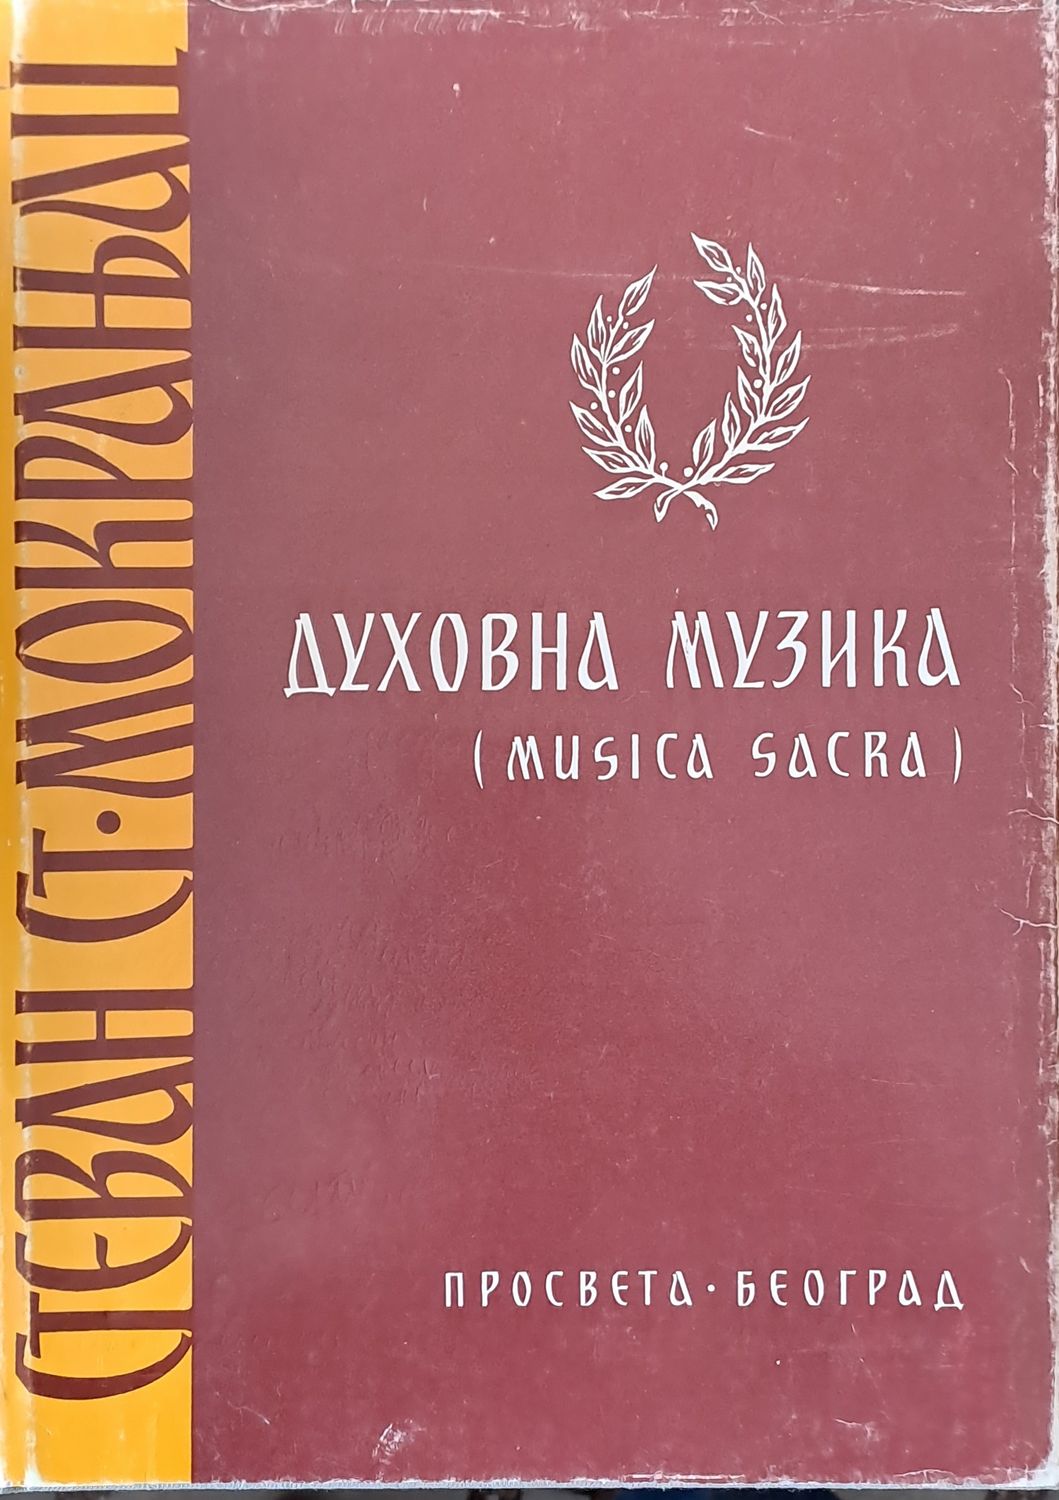 СТЕВАН СТ. МОКРАЊАЦ
ДУХОВНА МУЗИКА
(MUSICA SACRA)
ПРОСВЕТА · БЕОГРАД